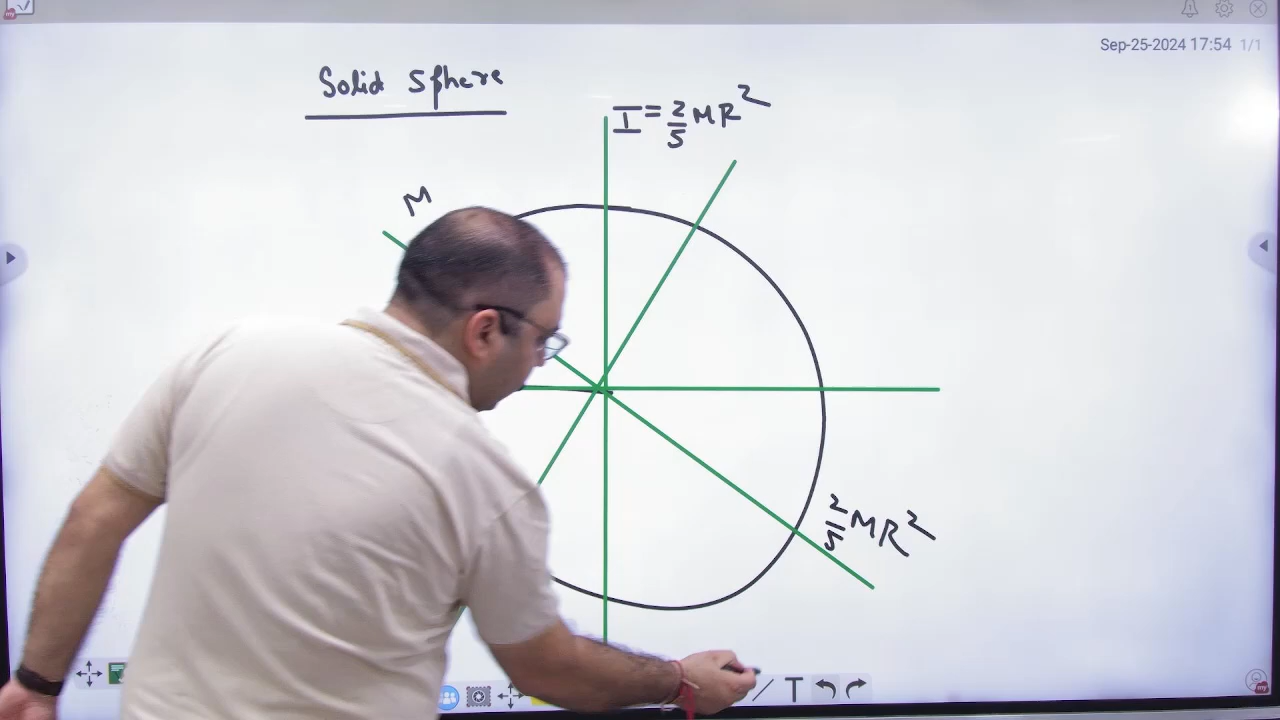 Sep-25-2024 17:54 1/1
Solid Sphere
I = 2/5 MR²
M
2/5 MR²
T